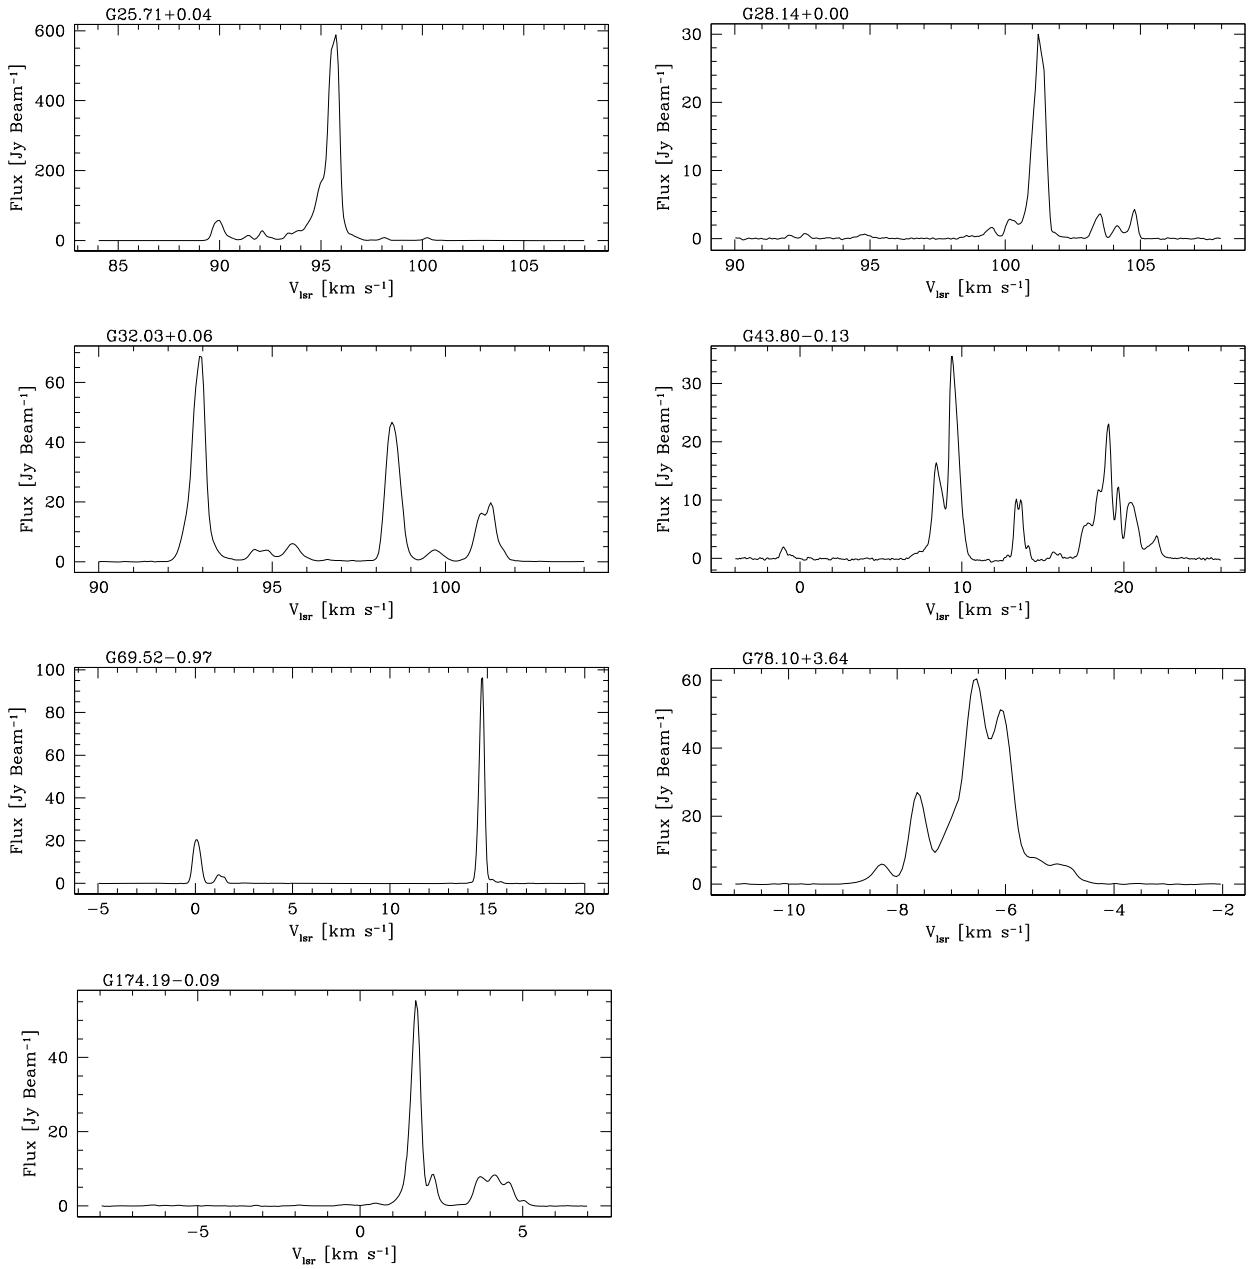 G25.71+0.04
Flux [Jy Beam⁻¹]
600
400
200
0
85 90 95 100 105
V_lsr [km s⁻¹]
G28.14+0.00
Flux [Jy Beam⁻¹]
30
20
10
0
90 95 100 105
V_lsr [km s⁻¹]
G32.03+0.06
Flux [Jy Beam⁻¹]
60
40
20
0
90 95 100
V_lsr [km s⁻¹]
G43.80−0.13
Flux [Jy Beam⁻¹]
30
20
10
0
0 10 20
V_lsr [km s⁻¹]
G69.52−0.97
Flux [Jy Beam⁻¹]
100
80
60
40
20
0
−5 0 5 10 15 20
V_lsr [km s⁻¹]
G78.10+3.64
Flux [Jy Beam⁻¹]
60
40
20
0
−10 −8 −6 −4 −2
V_lsr [km s⁻¹]
G174.19−0.09
Flux [Jy Beam⁻¹]
40
20
0
−5 0 5
V_lsr [km s⁻¹]